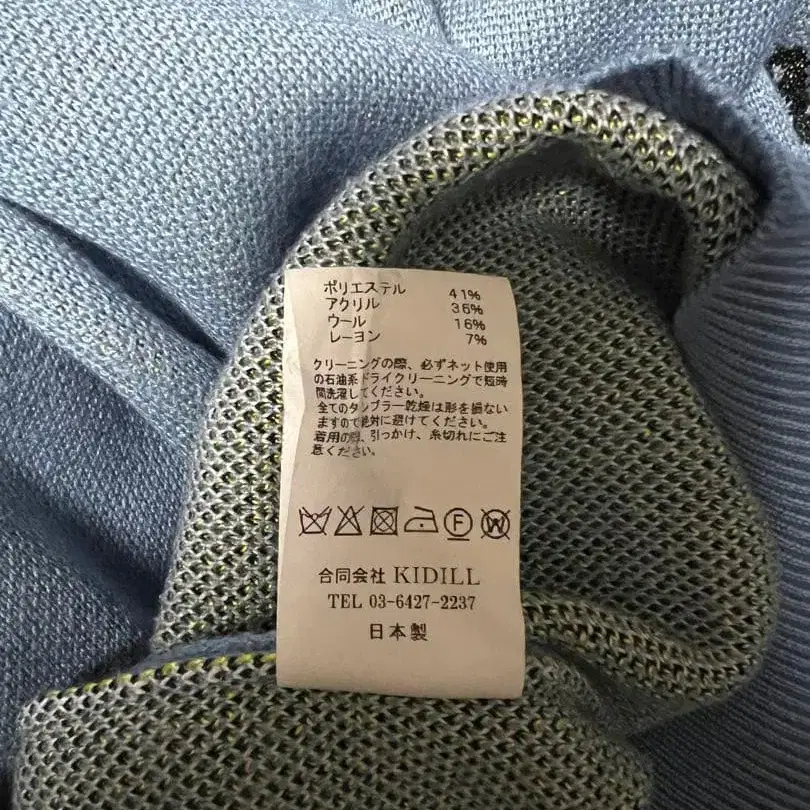 ポリエステル 41%
アクリル 36%
ウール 16%
レーヨン 7%
クリーニングの際、必ずネット使用
の石油系ドライクリーニングで短時
間洗濯してください。
全てのタンブラー乾燥は形を損ない
ますので絶対に避けてください。
着用の際、引っかけ、糸切れにご注
意ください。
F W
合同会社 KIDILL
TEL 03-6427-2237
日本製